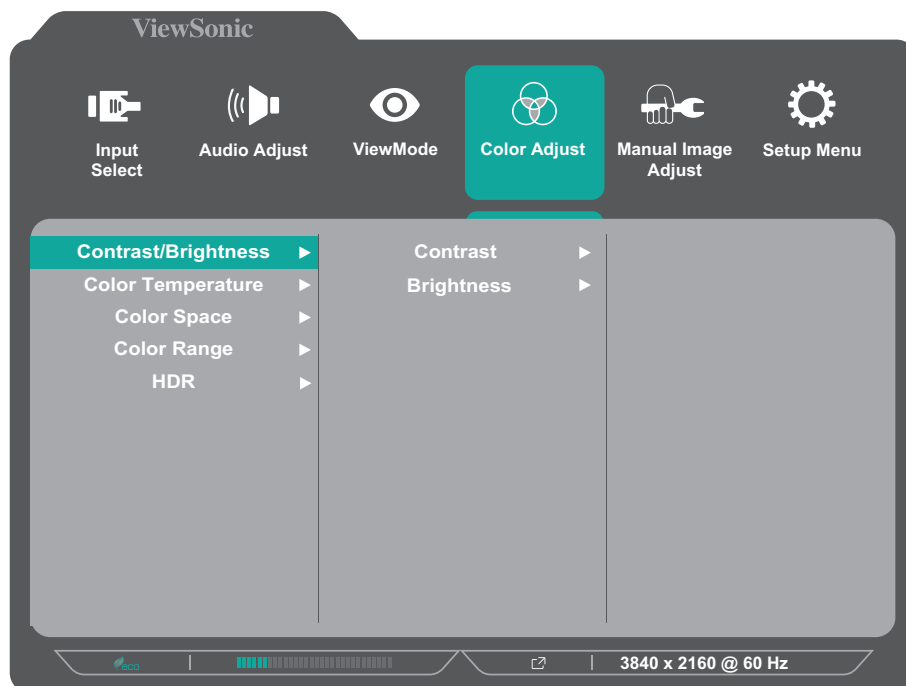 ViewSonic
Input
Select
Audio Adjust
ViewMode
Color Adjust
Manual Image
Adjust
Setup Menu
Contrast/Brightness
Color Temperature
Color Space
Color Range
HDR
Contrast
Brightness
eco
3840 x 2160 @ 60 Hz